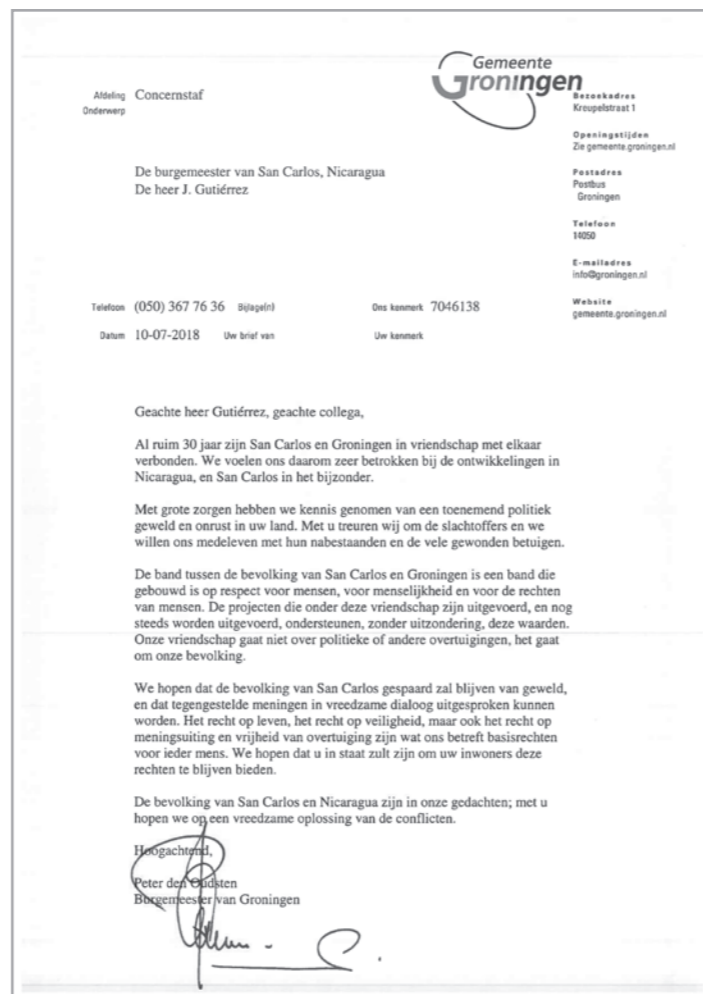 Gemeente
Groningen
Afdeling Concernstaf
Onderwerp
Bezoekadres
Kreupelstraat 1
Openingstijden
Zie gemeente.groningen.nl
Postadres
Postbus
Groningen
Telefoon
14050
E-mailadres
info@groningen.nl
Website
gemeente.groningen.nl
De burgemeester van San Carlos, Nicaragua
De heer J. Gutiérrez
Telefoon (050) 367 76 36 Bijlage(n) Ons kenmerk 7046138
Datum 10-07-2018 Uw brief van Uw kenmerk
Geachte heer Gutiérrez, geachte collega,
Al ruim 30 jaar zijn San Carlos en Groningen in vriendschap met elkaar
verbonden. We voelen ons daarom zeer betrokken bij de ontwikkelingen in
Nicaragua, en San Carlos in het bijzonder.
Met grote zorgen hebben we kennis genomen van een toenemend politiek
geweld en onrust in uw land. Met u treuren wij om de slachtoffers en we
willen ons medeleven met hun nabestaanden en de vele gewonden betuigen.
De band tussen de bevolking van San Carlos en Groningen is een band die
gebouwd is op respect voor mensen, voor menselijkheid en voor de rechten
van mensen. De projecten die onder deze vriendschap zijn uitgevoerd, en nog
steeds worden uitgevoerd, ondersteunen, zonder uitzondering, deze waarden.
Onze vriendschap gaat niet over politieke of andere overtuigingen, het gaat
om onze bevolking.
We hopen dat de bevolking van San Carlos gespaard zal blijven van geweld,
en dat tegengestelde meningen in vreedzame dialoog uitgesproken kunnen
worden. Het recht op leven, het recht op veiligheid, maar ook het recht op
meningsuiting en vrijheid van overtuiging zijn wat ons betreft basisrechten
voor ieder mens. We hopen dat u in staat zult zijn om uw inwoners deze
rechten te blijven bieden.
De bevolking van San Carlos en Nicaragua zijn in onze gedachten; met u
hopen we op een vreedzame oplossing van de conflicten.
Hoogachtend,
Peter den Oudsten
Burgemeester van Groningen